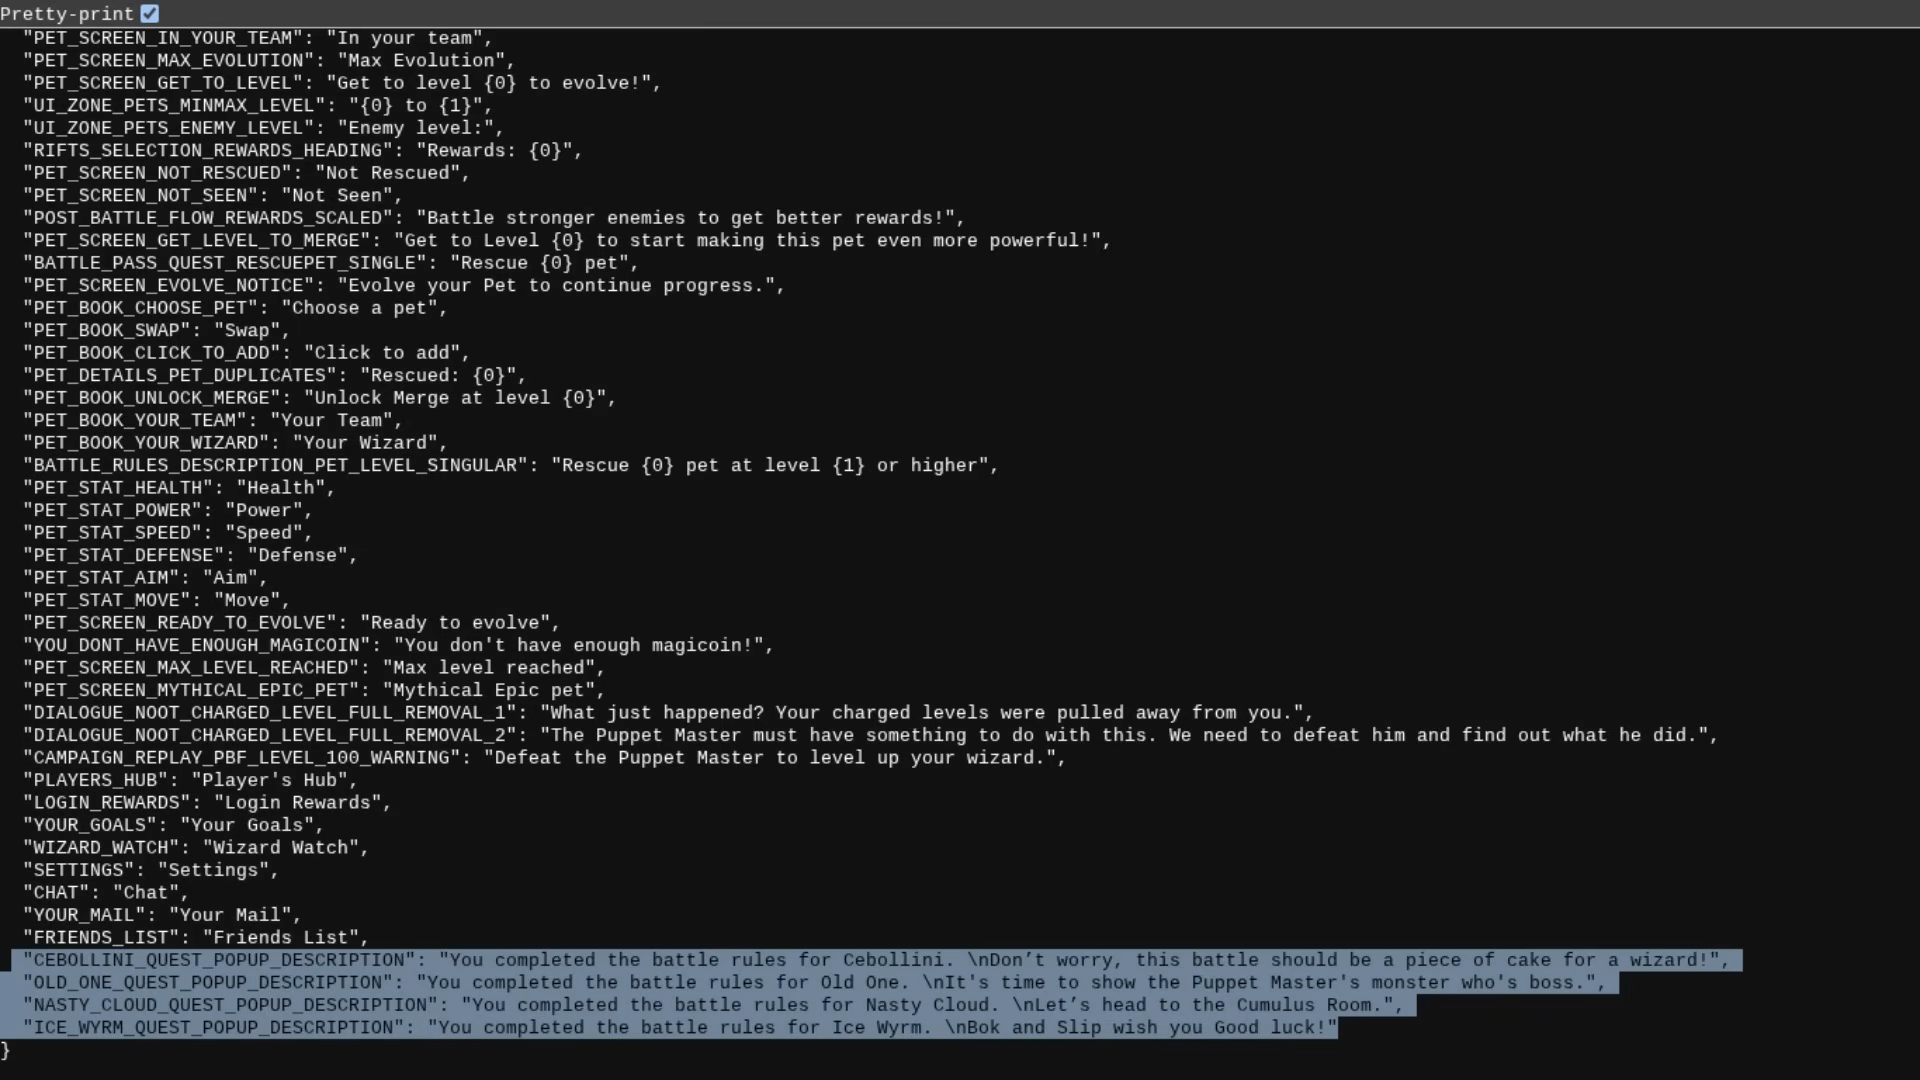 Pretty-print
"PET_SCREEN_IN_YOUR_TEAM": "In your team",
"PET_SCREEN_MAX_EVOLUTION": "Max Evolution",
"PET_SCREEN_GET_TO_LEVEL": "Get to level {0} to evolve!",
"UI_ZONE_PETS_MINMAX_LEVEL": "{0} to {1}",
"UI_ZONE_PETS_ENEMY_LEVEL": "Enemy level:",
"RIFTS_SELECTION_REWARDS_HEADING": "Rewards: {0}",
"PET_SCREEN_NOT_RESCUED": "Not Rescued",
"PET_SCREEN_NOT_SEEN": "Not Seen",
"POST_BATTLE_FLOW_REWARDS_SCALED": "Battle stronger enemies to get better rewards!",
"PET_SCREEN_GET_LEVEL_TO_MERGE": "Get to Level {0} to start making this pet even more powerful!",
"BATTLE_PASS_QUEST_RESCUEPET_SINGLE": "Rescue {0} pet",
"PET_SCREEN_EVOLVE_NOTICE": "Evolve your Pet to continue progress.",
"PET_BOOK_CHOOSE_PET": "Choose a pet",
"PET_BOOK_SWAP": "Swap",
"PET_BOOK_CLICK_TO_ADD": "Click to add",
"PET_DETAILS_PET_DUPLICATES": "Rescued: {0}",
"PET_BOOK_UNLOCK_MERGE": "Unlock Merge at level {0}",
"PET_BOOK_YOUR_TEAM": "Your Team",
"PET_BOOK_YOUR_WIZARD": "Your Wizard",
"BATTLE_RULES_DESCRIPTION_PET_LEVEL_SINGULAR": "Rescue {0} pet at level {1} or higher",
"PET_STAT_HEALTH": "Health",
"PET_STAT_POWER": "Power",
"PET_STAT_SPEED": "Speed",
"PET_STAT_DEFENSE": "Defense",
"PET_STAT_AIM": "Aim",
"PET_STAT_MOVE": "Move",
"PET_SCREEN_READY_TO_EVOLVE": "Ready to evolve",
"YOU_DONT_HAVE_ENOUGH_MAGICOIN": "You don't have enough magicoin!",
"PET_SCREEN_MAX_LEVEL_REACHED": "Max level reached",
"PET_SCREEN_MYTHICAL_EPIC_PET": "Mythical Epic pet",
"DIALOGUE_NOOT_CHARGED_LEVEL_FULL_REMOVAL_1": "What just happened? Your charged levels were pulled away from you.",
"DIALOGUE_NOOT_CHARGED_LEVEL_FULL_REMOVAL_2": "The Puppet Master must have something to do with this. We need to defeat him and find out what he did.",
"CAMPAIGN_REPLAY_PBF_LEVEL_100_WARNING": "Defeat the Puppet Master to level up your wizard.",
"PLAYERS_HUB": "Player's Hub",
"LOGIN_REWARDS": "Login Rewards",
"YOUR_GOALS": "Your Goals",
"WIZARD_WATCH": "Wizard Watch",
"SETTINGS": "Settings",
"CHAT": "Chat",
"YOUR_MAIL": "Your Mail",
"FRIENDS_LIST": "Friends List",
"CEBOLLINI_QUEST_POPUP_DESCRIPTION": "You completed the battle rules for Cebollini. \nDon’t worry, this battle should be a piece of cake for a wizard!",
"OLD_ONE_QUEST_POPUP_DESCRIPTION": "You completed the battle rules for Old One. \nIt's time to show the Puppet Master's monster who's boss.",
"NASTY_CLOUD_QUEST_POPUP_DESCRIPTION": "You completed the battle rules for Nasty Cloud. \nLet’s head to the Cumulus Room.",
"ICE_WYRM_QUEST_POPUP_DESCRIPTION": "You completed the battle rules for Ice Wyrm. \nBok and Slip wish you Good luck!"
}